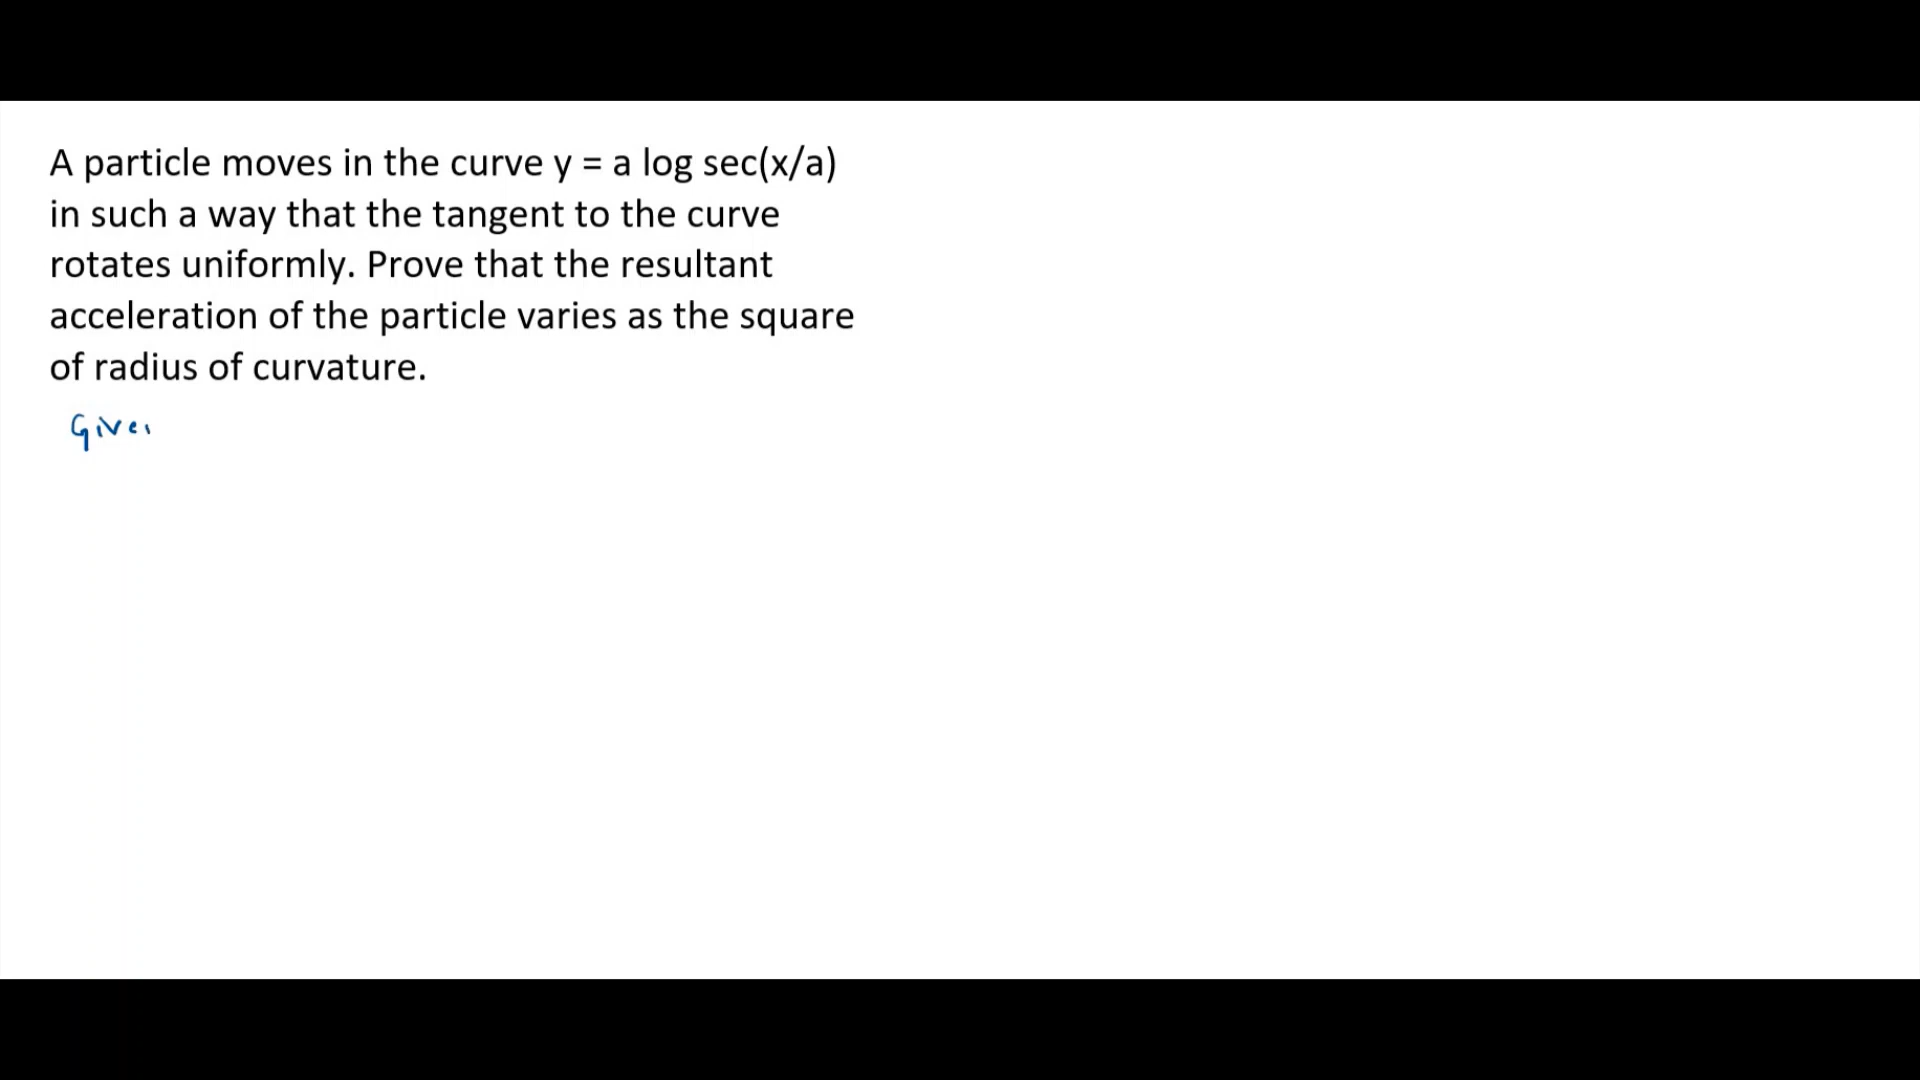 A particle moves in the curve y = a log sec(x/a)
in such a way that the tangent to the curve
rotates uniformly. Prove that the resultant
acceleration of the particle varies as the square
of radius of curvature.
Give